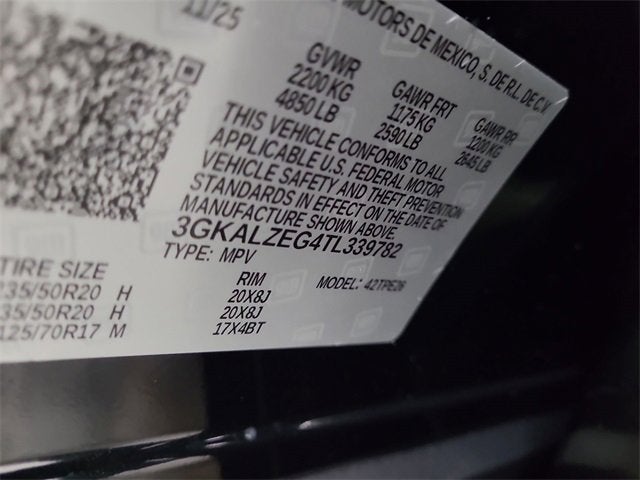 11/25
MOTORS DE MEXICO, S. DE R.L. DE C.V.
GVWR GAWR FRT GAWR RR
2200 KG 1175 KG 1200 KG
4850 LB 2590 LB 2645 LB
THIS VEHICLE CONFORMS TO ALL
APPLICABLE U.S. FEDERAL MOTOR
VEHICLE SAFETY AND THEFT PREVENTION
STANDARDS IN EFFECT ON THE DATE OF
MANUFACTURE SHOWN ABOVE.
3GKALZEG4TL339782
TYPE: MPV MODEL: 42TPE26
TIRE SIZE RIM
235/50R20 H 20X8J
235/50R20 H 20X8J
125/70R17 M 17X4BT